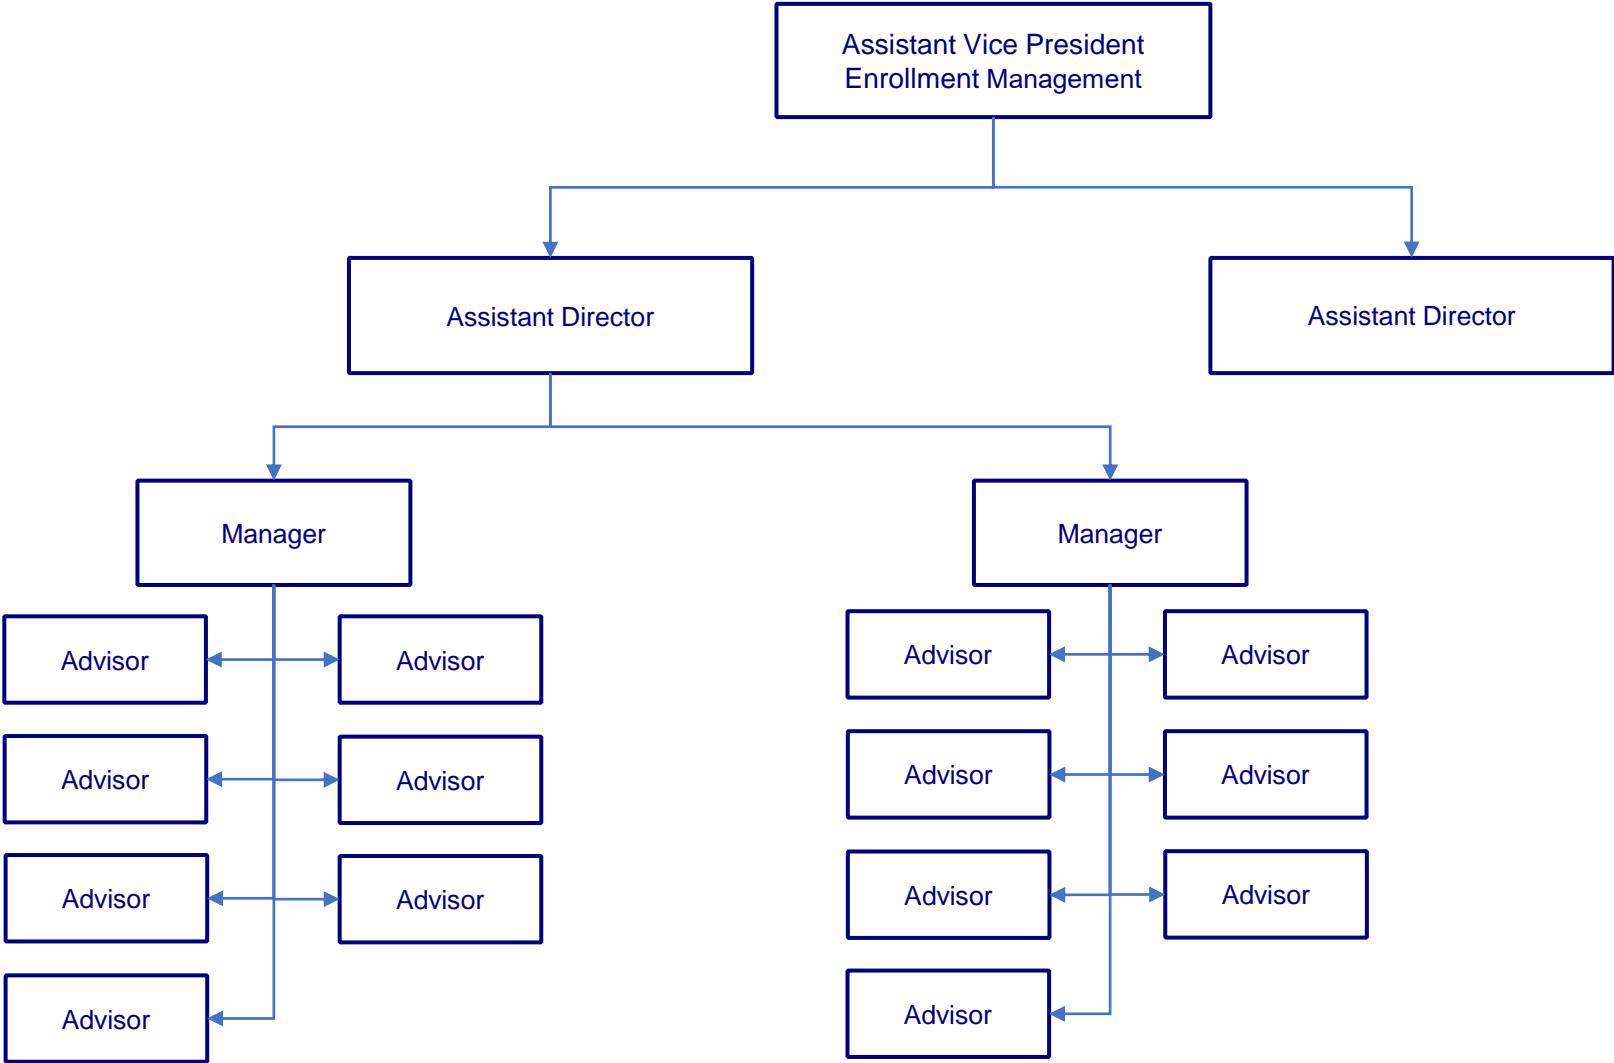 Assistant Vice President
Enrollment Management
Assistant Director
Assistant Director
Manager
Manager
Advisor
Advisor
Advisor
Advisor
Advisor
Advisor
Advisor
Advisor
Advisor
Advisor
Advisor
Advisor
Advisor
Advisor